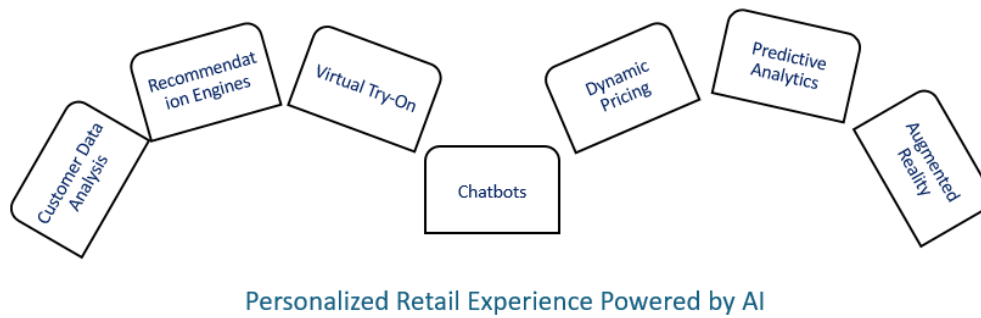 Customer Data
Analysis
Recommendat
ion Engines
Virtual Try-On
Chatbots
Dynamic
Pricing
Predictive
Analytics
Augmented
Reality
Personalized Retail Experience Powered by AI